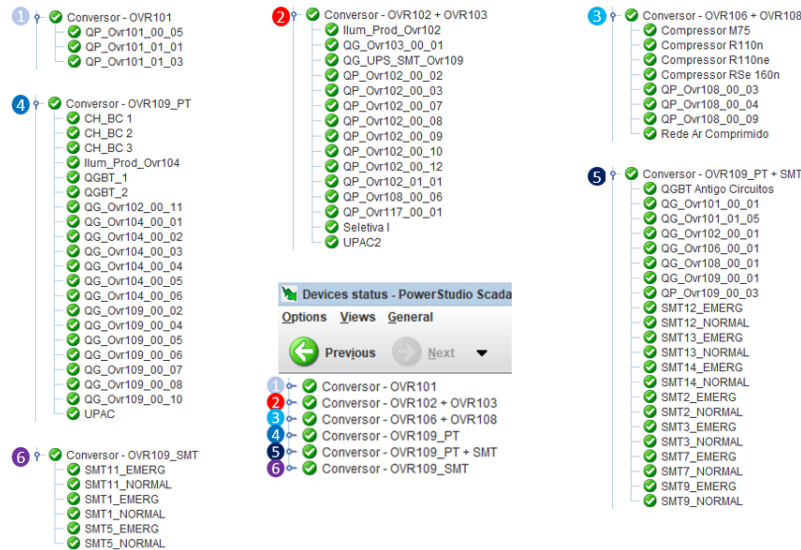 1 Conversor - OVR101
QP_Ovr101_00_05
QP_Ovr101_01_01
QP_Ovr101_01_03
4 Conversor - OVR109_PT
CH_BC 1
CH_BC 2
CH_BC 3
Ilum_Prod_Ovr104
QGBT_1
QGBT_2
QG_Ovr102_00_11
QG_Ovr104_00_01
QG_Ovr104_00_02
QG_Ovr104_00_03
QG_Ovr104_00_04
QG_Ovr104_00_05
QG_Ovr104_00_06
QG_Ovr109_00_02
QG_Ovr109_00_04
QG_Ovr109_00_05
QG_Ovr109_00_06
QG_Ovr109_00_07
QG_Ovr109_00_08
QG_Ovr109_00_10
UPAC
6 Conversor - OVR109_SMT
SMT11_EMERG
SMT11_NORMAL
SMT1_EMERG
SMT1_NORMAL
SMT5_EMERG
SMT5_NORMAL
2 Conversor - OVR102 + OVR103
Ilum_Prod_Ovr102
QG_Ovr103_00_01
QG_UPS_SMT_Ovr109
QP_Ovr102_00_02
QP_Ovr102_00_03
QP_Ovr102_00_07
QP_Ovr102_00_08
QP_Ovr102_00_09
QP_Ovr102_00_10
QP_Ovr102_00_12
QP_Ovr102_01_01
QP_Ovr108_00_06
QP_Ovr117_00_01
Seletiva I
UPAC2
Devices status - PowerStudio Scada
Options Views General
Previous Next
1 Conversor - OVR101
2 Conversor - OVR102 + OVR103
3 Conversor - OVR106 + OVR108
4 Conversor - OVR109_PT
5 Conversor - OVR109_PT + SMT
6 Conversor - OVR109_SMT
3 Conversor - OVR106 + OVR108
Compressor M75
Compressor R110n
Compressor R110ne
Compressor RSe 160n
QP_Ovr108_00_03
QP_Ovr108_00_04
QP_Ovr108_00_09
Rede Ar Comprimido
5 Conversor - OVR109_PT + SMT
QGBT Antigo Circuitos
QG_Ovr101_00_01
QG_Ovr101_01_05
QG_Ovr102_00_01
QG_Ovr106_00_01
QG_Ovr108_00_01
QG_Ovr109_00_01
QP_Ovr109_00_03
SMT12_EMERG
SMT12_NORMAL
SMT13_EMERG
SMT13_NORMAL
SMT14_EMERG
SMT14_NORMAL
SMT2_EMERG
SMT2_NORMAL
SMT3_EMERG
SMT3_NORMAL
SMT7_EMERG
SMT7_NORMAL
SMT9_EMERG
SMT9_NORMAL